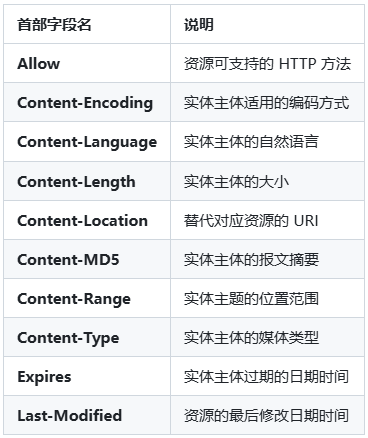 首部字段名 说明
Allow 资源可支持的 HTTP 方法
Content-Encoding 实体主体适用的编码方式
Content-Language 实体主体的自然语言
Content-Length 实体主体的大小
Content-Location 替代对应资源的 URI
Content-MD5 实体主体的报文摘要
Content-Range 实体主题的位置范围
Content-Type 实体主体的媒体类型
Expires 实体主体过期的日期时间
Last-Modified 资源的最后修改日期时间